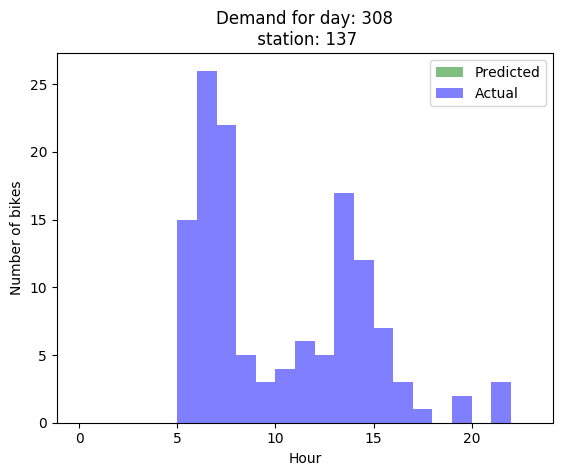 Demand for day: 308
station: 137
Predicted
Actual
Number of bikes
25
20
15
10
5
0
0
5
10
15
20
Hour